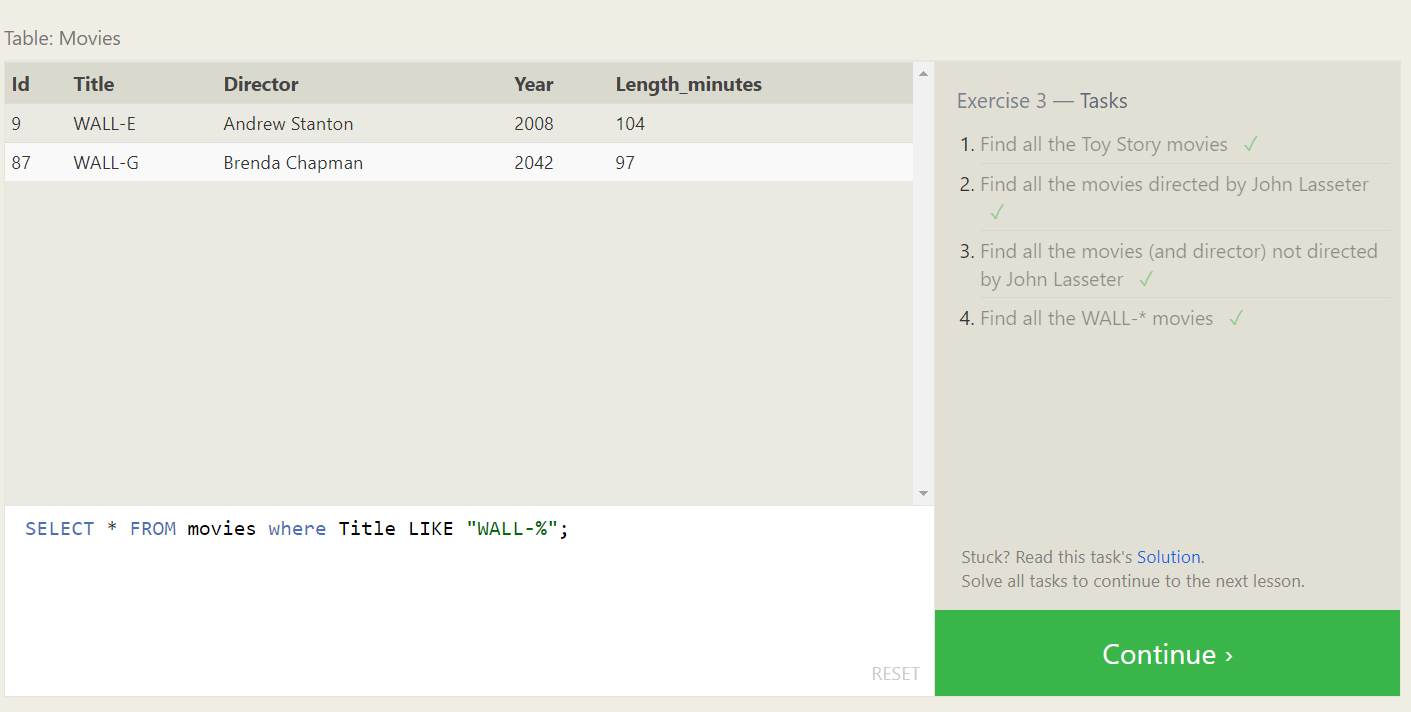 Table: Movies
Id Title Director Year Length_minutes
9 WALL-E Andrew Stanton 2008 104
87 WALL-G Brenda Chapman 2042 97
SELECT * FROM movies where Title LIKE "WALL-%";
RESET
Exercise 3 — Tasks
1. Find all the Toy Story movies ✓
2. Find all the movies directed by John Lasseter
✓
3. Find all the movies (and director) not directed
by John Lasseter ✓
4. Find all the WALL-* movies ✓
Stuck? Read this task's Solution.
Solve all tasks to continue to the next lesson.
Continue ›